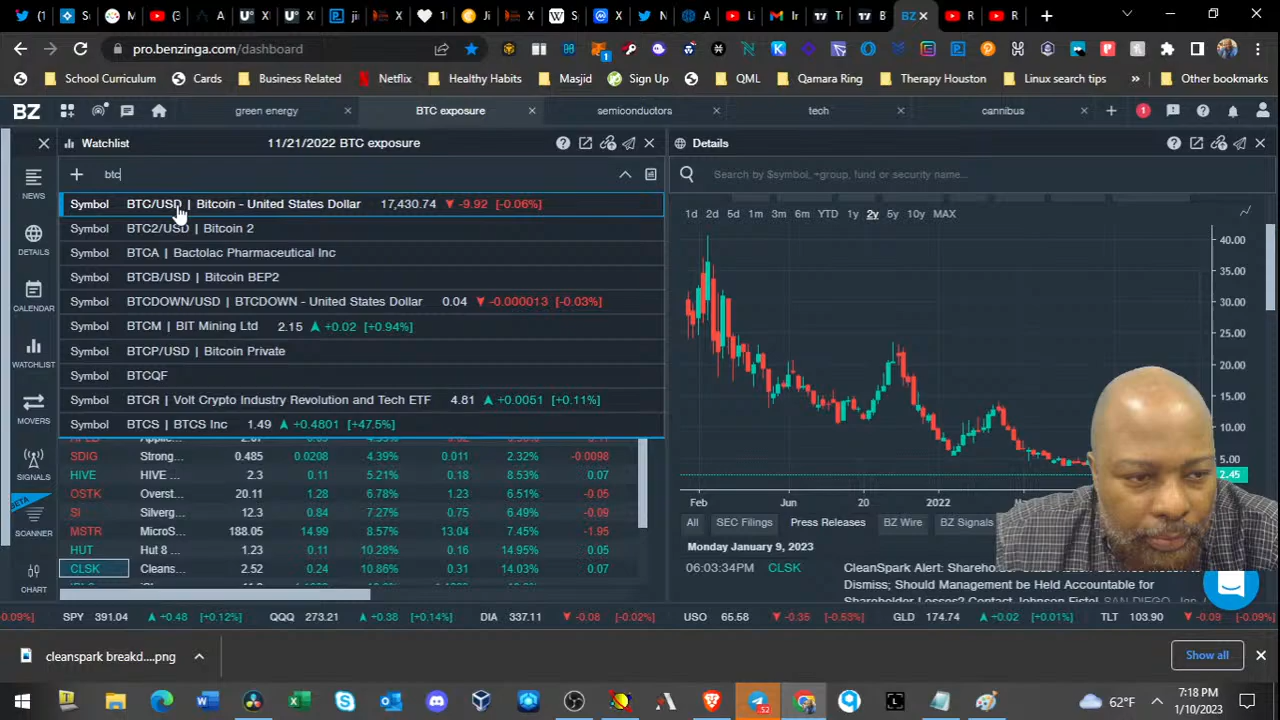 pro.benzinga.com/dashboard
School Curriculum Cards Business Related Netflix Healthy Habits Masjid Sign Up QML Qamara Ring Therapy Houston Linux search tips » Other bookmarks
BZ green energy BTC exposure semiconductors tech cannibus 1
Watchlist 11/21/2022 BTC exposure
btc
Symbol BTC/USD | Bitcoin - United States Dollar 17,430.74 -9.92 [-0.06%]
Symbol BTC2/USD | Bitcoin 2
Symbol BTCA | Bactolac Pharmaceutical Inc
Symbol BTCB/USD | Bitcoin BEP2
Symbol BTCDOWN/USD | BTCDOWN - United States Dollar 0.04 -0.000013 [-0.03%]
Symbol BTCM | BIT Mining Ltd 2.15 +0.02 [+0.94%]
Symbol BTCP/USD | Bitcoin Private
Symbol BTCQF
Symbol BTCR | Volt Crypto Industry Revolution and Tech ETF 4.81 +0.0051 [+0.11%]
Symbol BTCS | BTCS Inc 1.49 +0.4801 [+47.5%]
SDIG Strong... 0.485 0.0208 4.39% 0.011 2.32% -0.0098
HIVE HIVE ... 2.3 0.11 5.21% 0.18 8.53% 0.07
OSTK Overst... 20.11 1.28 6.78% 1.23 6.51% -0.05
SI Silverg... 12.3 0.84 7.27% 0.75 6.49% -0.09
MSTR MicroS... 188.05 14.99 8.57% 13.04 7.45% -1.95
HUT Hut 8 ... 1.23 0.11 10.28% 0.16 14.95% 0.05
CLSK Cleans... 2.52 0.24 10.86% 0.31 14.03% 0.07
NEWS
DETAILS
CALENDAR
WATCHLIST
MOVERS
SIGNALS
BETA
SCANNER
CHART
Details
Search by $symbol, ~group, fund or security name...
1d 2d 5d 1m 3m 6m YTD 1y 2y 5y 10y MAX
40.00
35.00
30.00
25.00
20.00
15.00
10.00
5.00
2.45
Feb Jun 20 2022
All SEC Filings Press Releases BZ Wire BZ Signals
Monday January 9, 2023
06:03:34PM CLSK CleanSpark Alert: Shareho
Dismiss; Should Management be Held Accountable for
-0.09%] SPY 391.04 +0.48 [+0.12%] QQQ 273.21 +0.38 [+0.14%] DIA 337.11 -0.08 [-0.02%] USO 65.58 -0.35 [-0.53%] GLD 174.74 +0.02 [+0.01%] TLT 103.90 -0.09 [-0.09%]
cleanspark breakd....png Show all
52 62°F 7:18 PM
1/10/2023